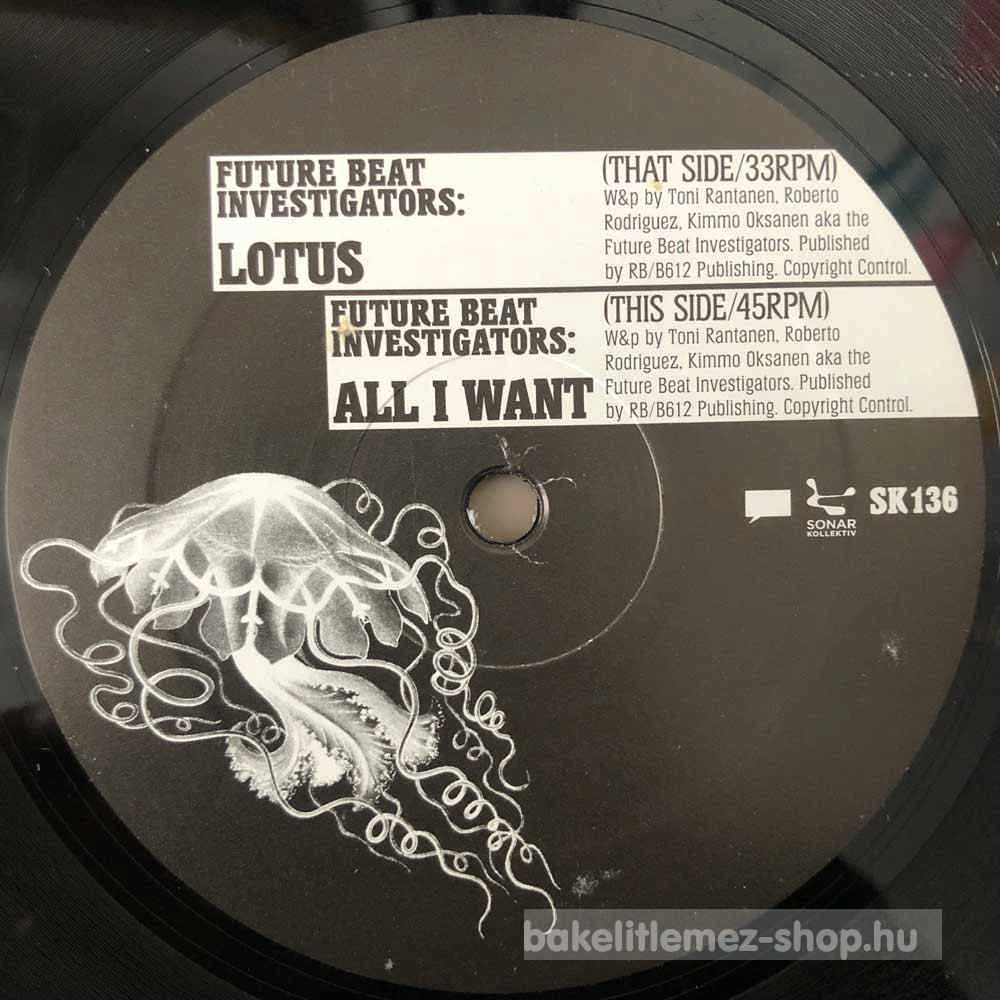 FUTURE BEAT
INVESTIGATORS:
LOTUS
(THAT SIDE/33RPM)
W&p by Toni Rantanen, Roberto
Rodriguez, Kimmo Oksanen aka the
Future Beat Investigators. Published
by RB/B612 Publishing. Copyright Control.
FUTURE BEAT
INVESTIGATORS:
ALL I WANT
(THIS SIDE/45RPM)
W&p by Toni Rantanen, Roberto
Rodriguez, Kimmo Oksanen aka the
Future Beat Investigators. Published
by RB/B612 Publishing. Copyright Control.
SONAR
KOLLEKTIV
SK136
bakelitlemez-shop.hu